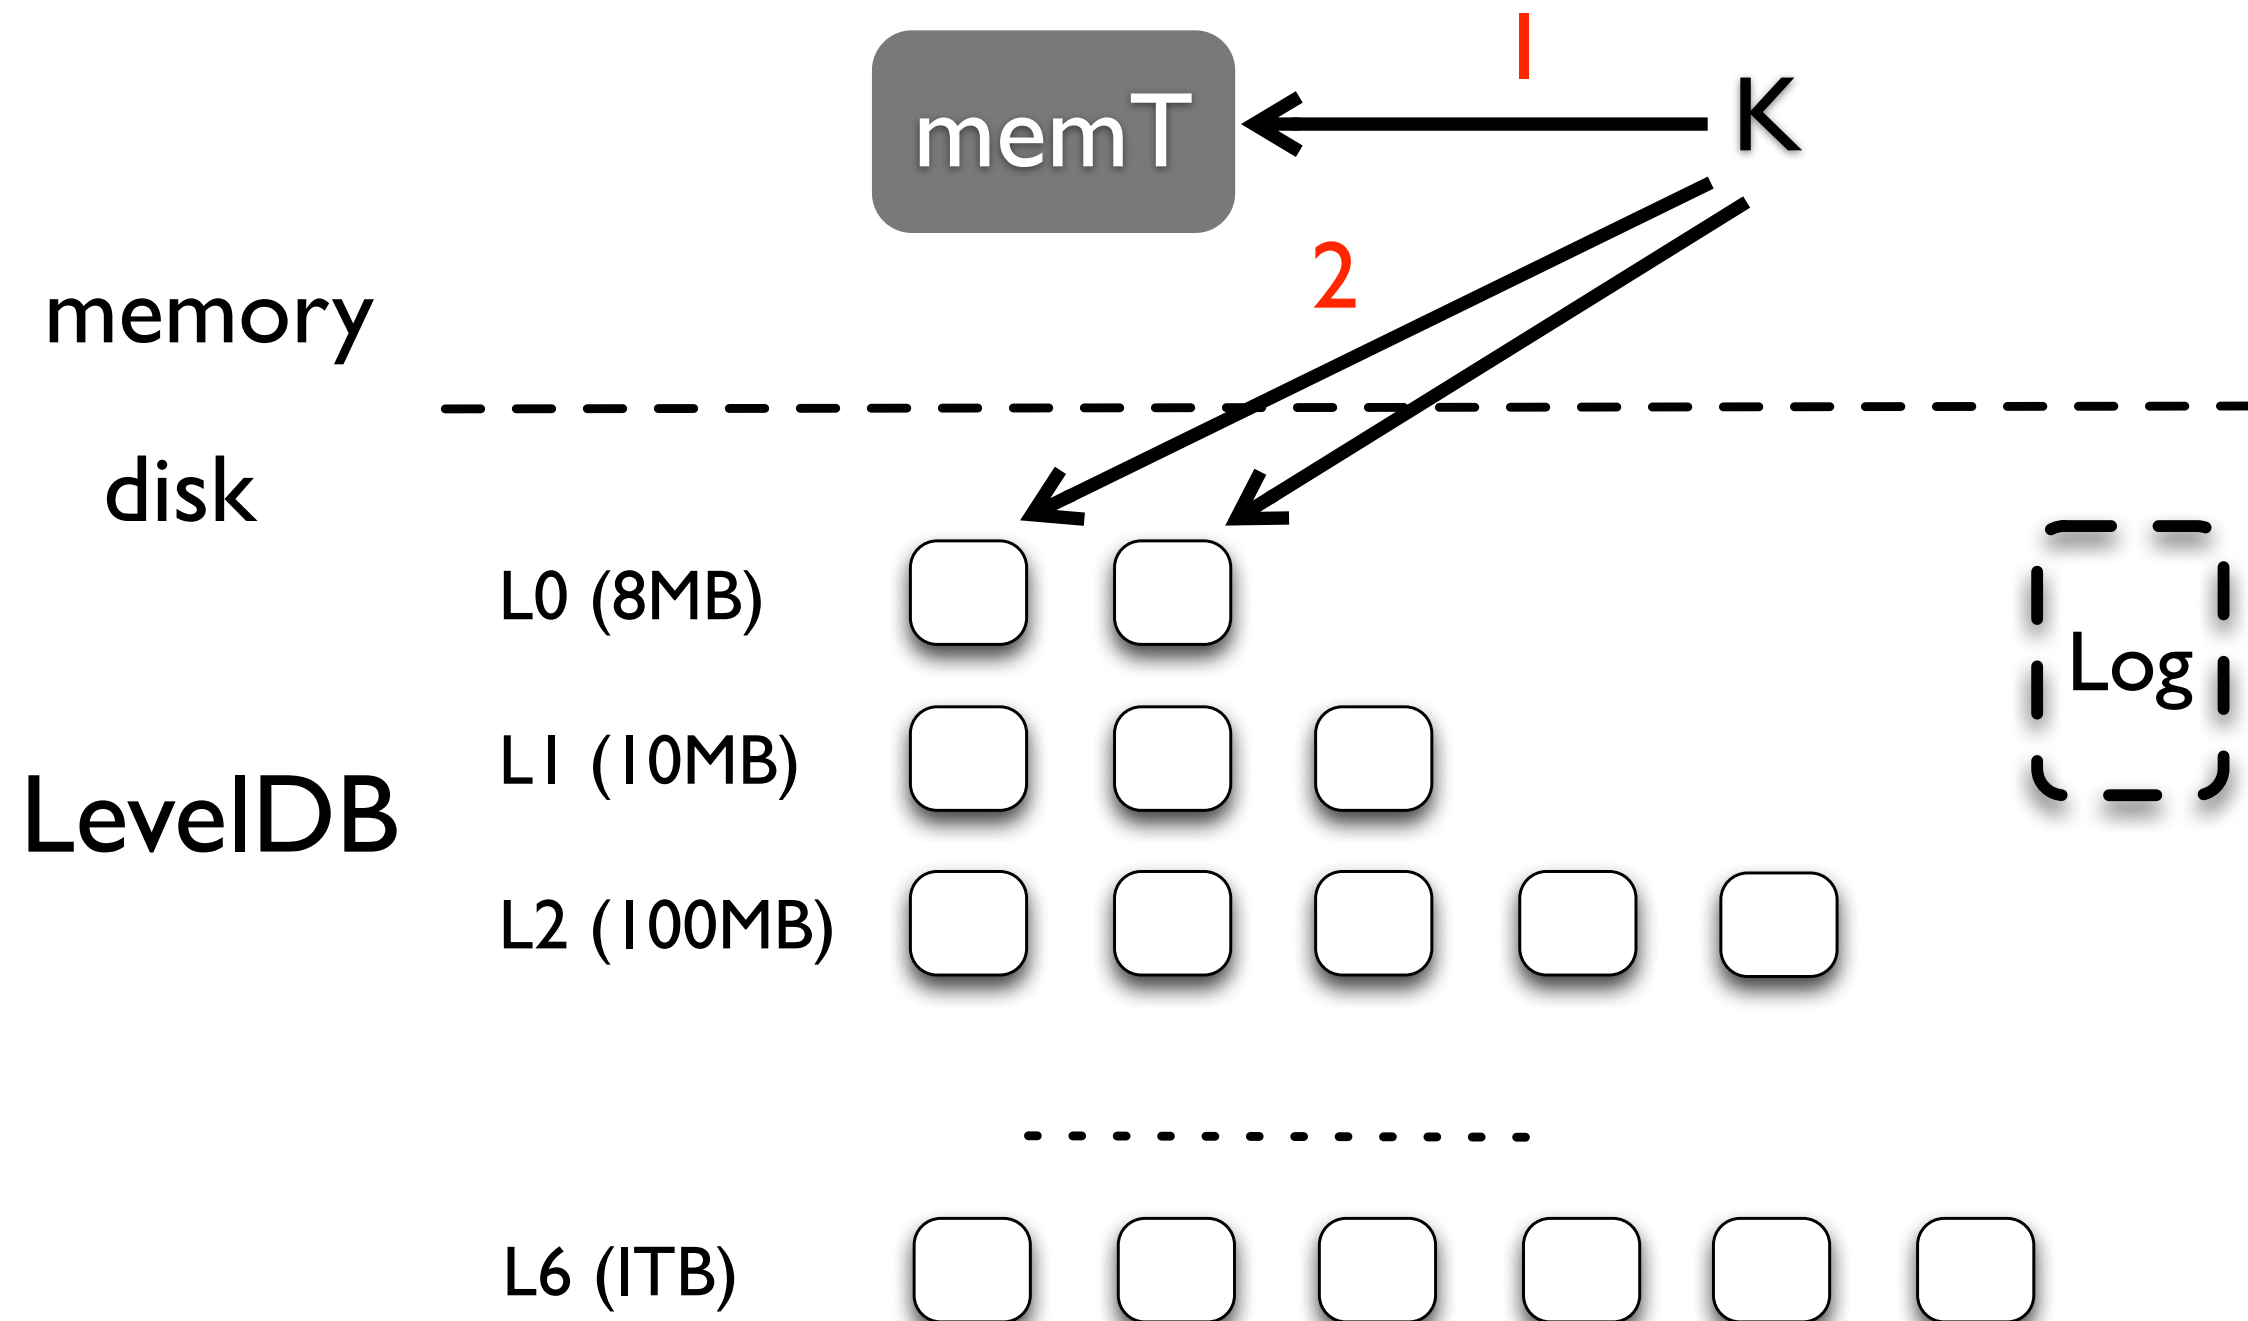 1
memT
K
2
memory
disk
L0 (8MB)
Log
L1 (10MB)
LevelDB
L2 (100MB)
L6 (1TB)